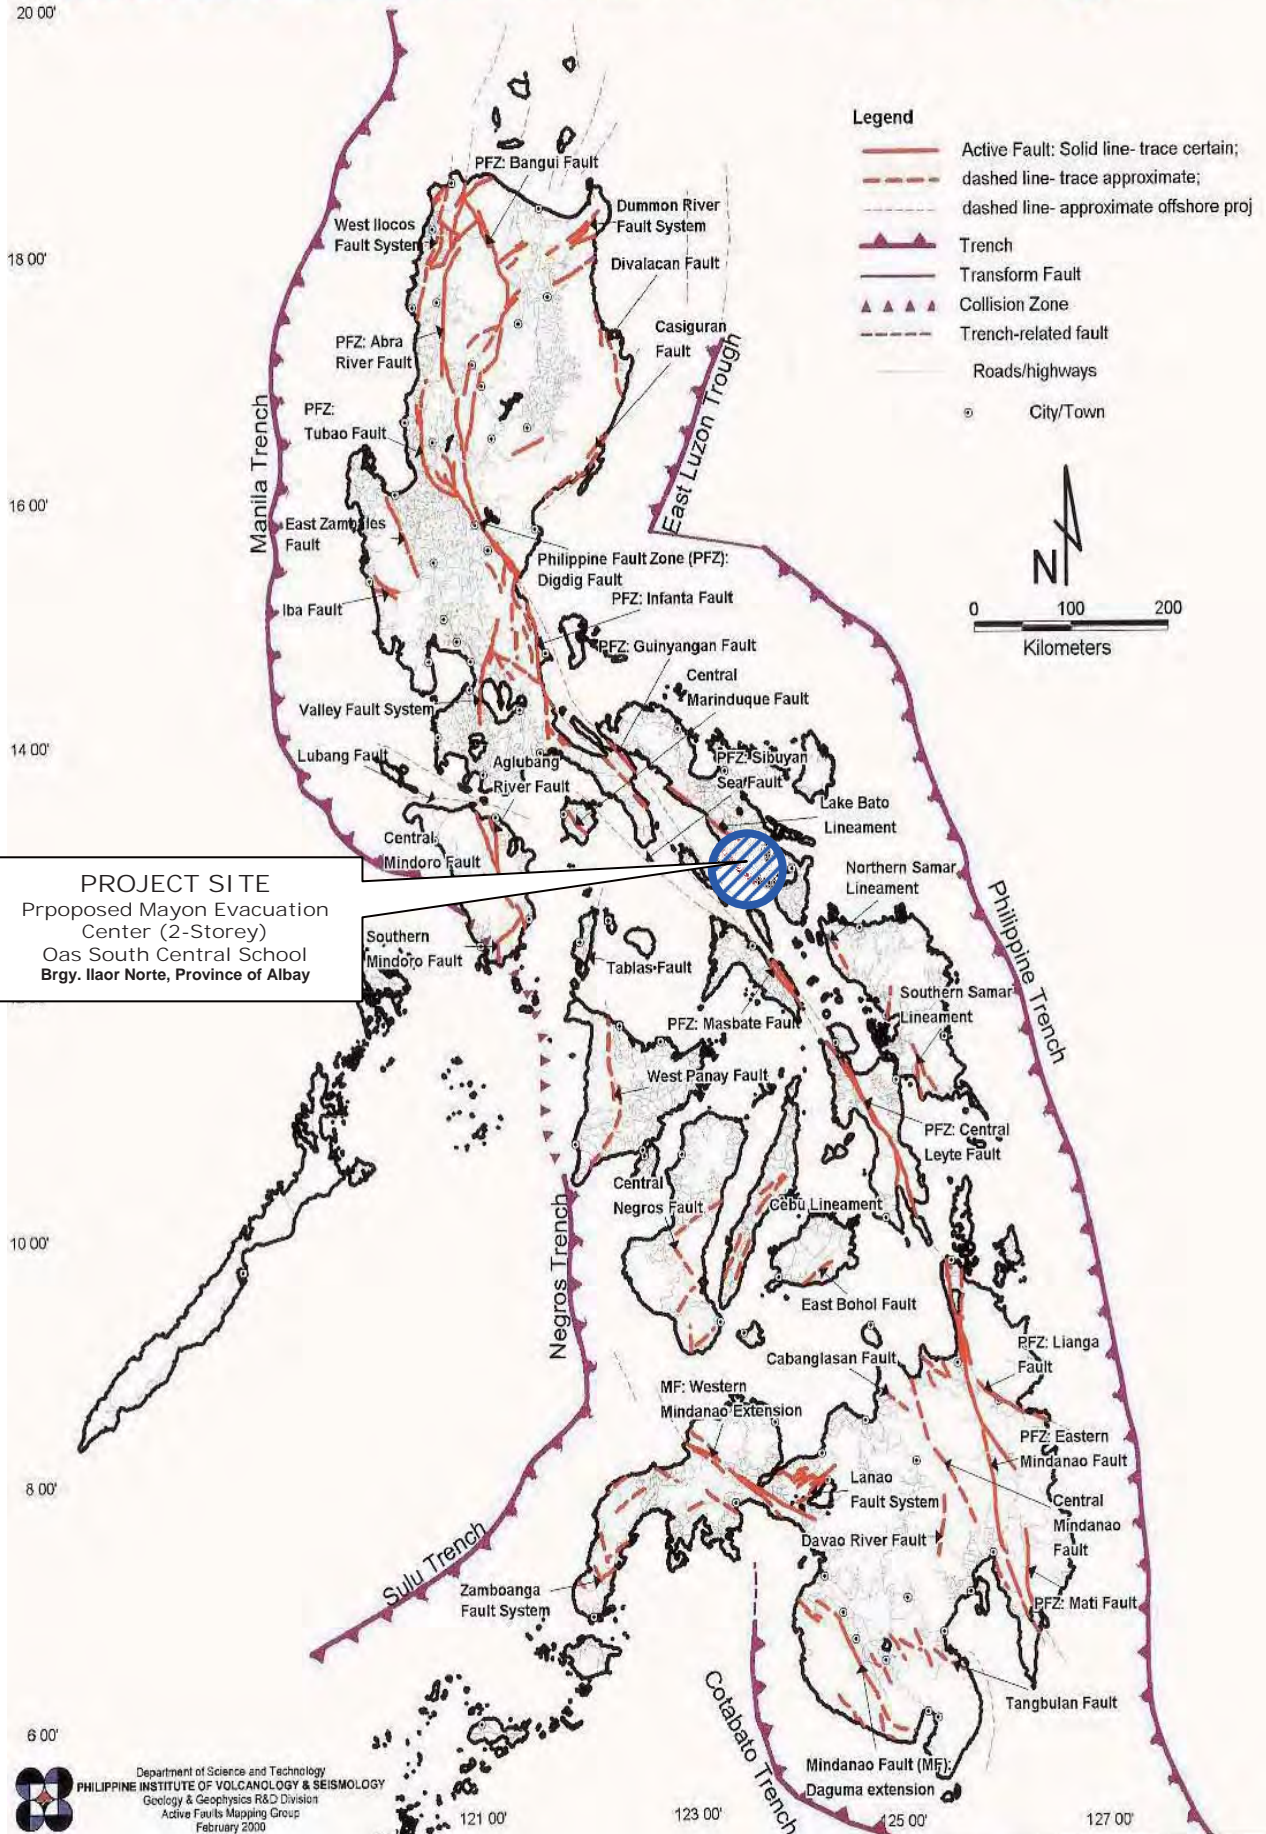 20 00'
Legend
Active Fault: Solid line- trace certain;
dashed line- trace approximate;
dashed line- approximate offshore proj
Trench
Transform Fault
Collision Zone
Trench-related fault
Roads/highways
City/Town
PFZ: Bangui Fault
West Ilocos
Fault System
Dummon River
Fault System
18 00'
Divalacan Fault
PFZ: Abra
River Fault
Casiguran
Fault
East Luzon Trough
Manila Trench
PFZ:
Tubao Fault
16 00'
East Zambales
Fault
N
Philippine Fault Zone (PFZ):
Digdig Fault
Iba Fault
PFZ: Infanta Fault
0 100 200
Kilometers
PFZ: Guinyangan Fault
Central
Marinduque Fault
Valley Fault System
14 00'
Lubang Fault
Aglubang
River Fault
PFZ: Sibuyan
Sea Fault
Lake Bato
Lineament
Central
Mindoro Fault
Northern Samar
Lineament
PROJECT SITE
Prpoposed Mayon Evacuation
Center (2-Storey)
Oas South Central School
Brgy. Ilaor Norte, Province of Albay
Philippine Trench
Southern
Mindoro Fault
Tablas Fault
Southern Samar
Lineament
PFZ: Masbate Fault
West Panay Fault
PFZ: Central
Leyte Fault
Central
Negros Fault
Cebu Lineament
10 00'
Negros Trench
East Bohol Fault
Cabanglasan Fault
PFZ: Lianga
Fault
MF: Western
Mindanao Extension
PFZ: Eastern
Mindanao Fault
8 00'
Lanao
Fault System
Central
Mindanao
Fault
Davao River Fault
Sulu Trench
Zamboanga
Fault System
PFZ: Mati Fault
Cotabato Trench
Tangbulan Fault
6 00'
Mindanao Fault (MF):
Daguma extension
Department of Science and Technology
PHILIPPINE INSTITUTE OF VOLCANOLOGY & SEISMOLOGY
Geology & Geophysics R&D Division
Active Faults Mapping Group
February 2000
121 00'
123 00'
125 00'
127 00'